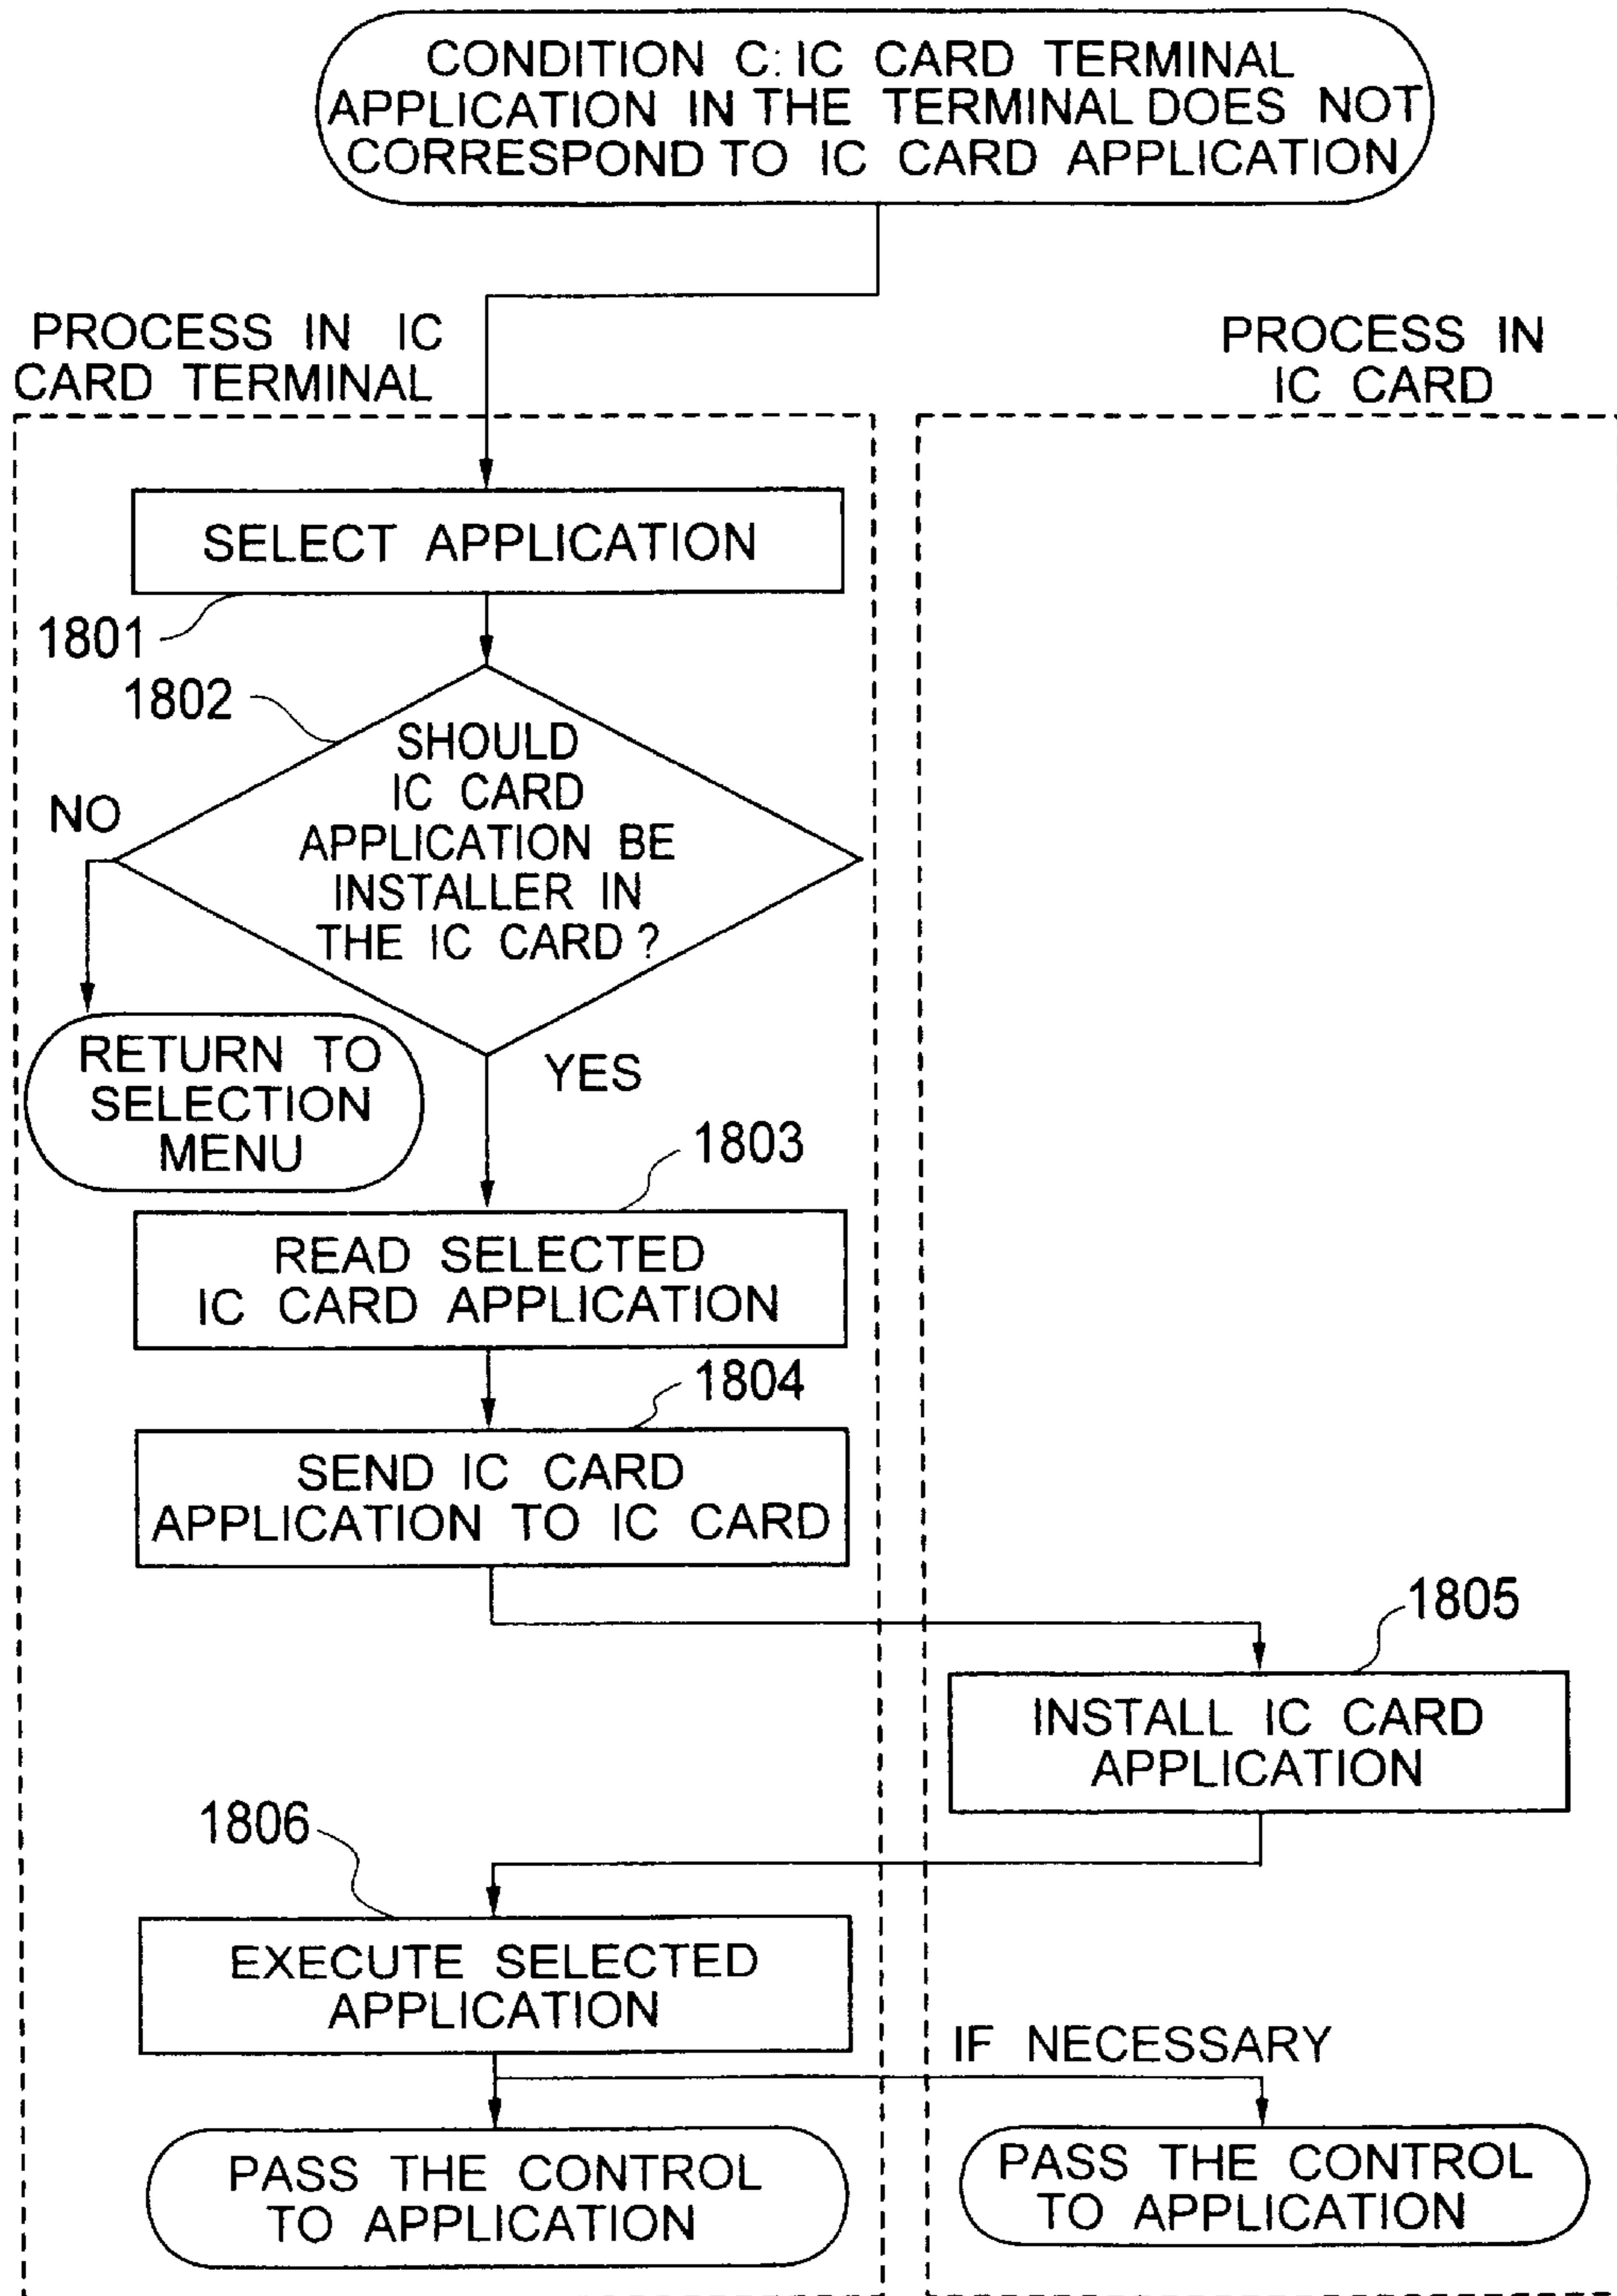 CONDITION C: IC CARD TERMINAL
APPLICATION IN THE TERMINAL DOES NOT
CORRESPOND TO IC CARD APPLICATION
PROCESS IN IC
CARD TERMINAL
PROCESS IN
IC CARD
SELECT APPLICATION
1801
1802
SHOULD
IC CARD
APPLICATION BE
INSTALLER IN
THE IC CARD ?
NO
RETURN TO
SELECTION
MENU
YES
1803
READ SELECTED
IC CARD APPLICATION
1804
SEND IC CARD
APPLICATION TO IC CARD
1805
INSTALL IC CARD
APPLICATION
1806
EXECUTE SELECTED
APPLICATION
IF NECESSARY
PASS THE CONTROL
TO APPLICATION
PASS THE CONTROL
TO APPLICATION